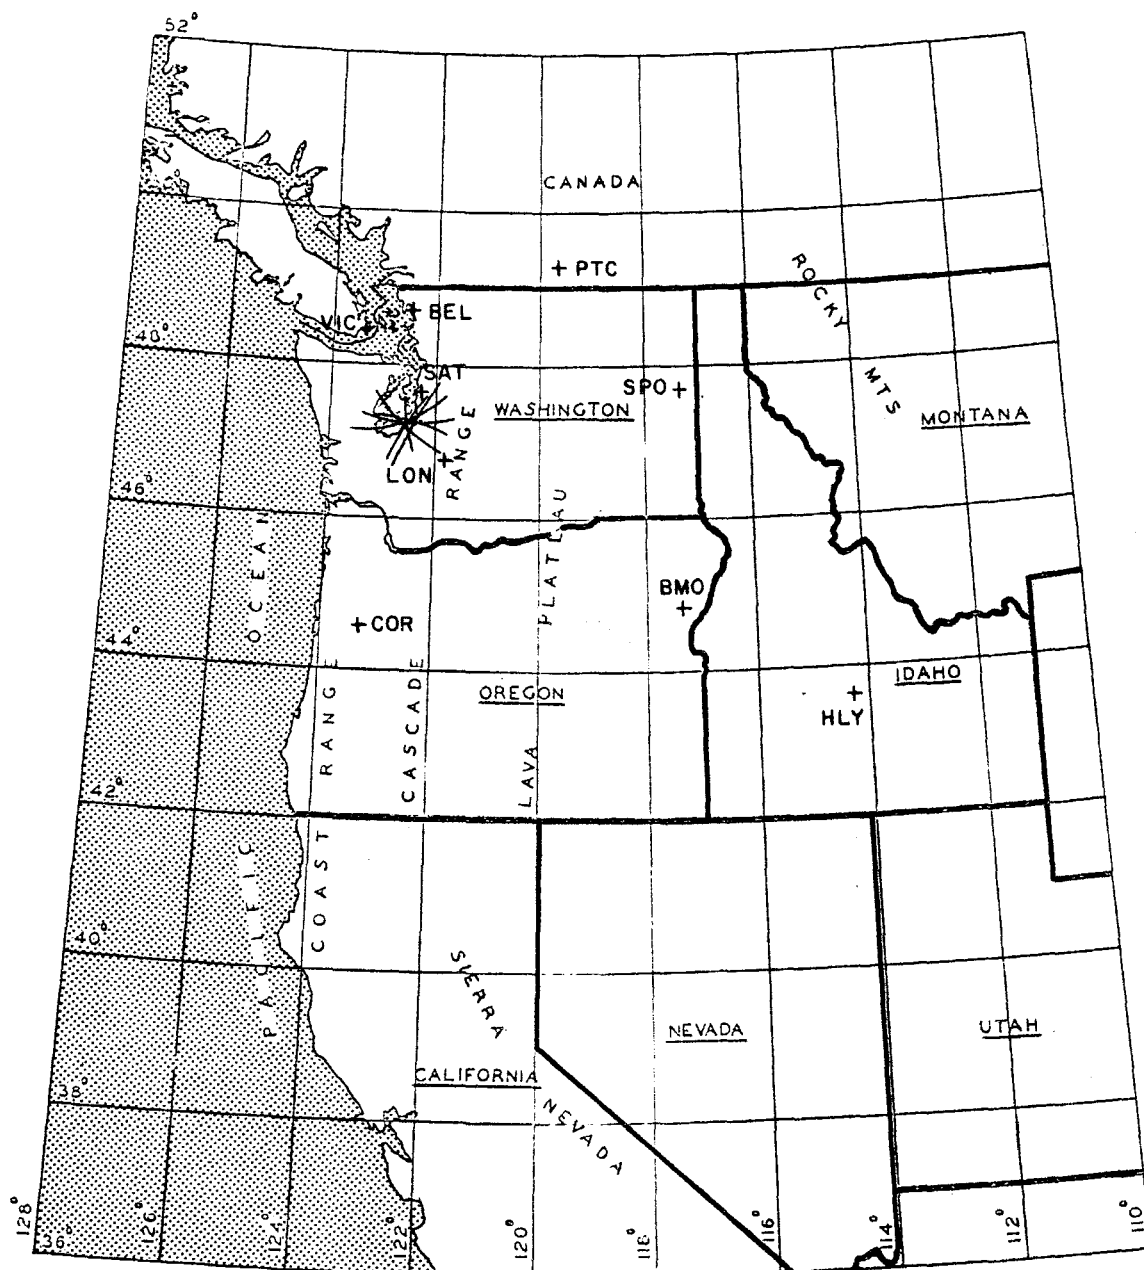 52°
CANADA
+ PTC
ROCKY
MTS
VIC
+ BEL
48°
SAT
SPO +
WASHINGTON
MONTANA
LON
RANGE
46°
PLATEAU
OCEAN
BMO
+ COR
44°
IDAHO
OREGON
HLY
COAST RANGE
CASCADE
LAVA
42°
PACIFIC
40°
SIERRA
NEVADA
UTAH
CALIFORNIA
38°
NEVADA
128°
36°
126°
124°
122°
120°
118°
116°
114°
112°
110°